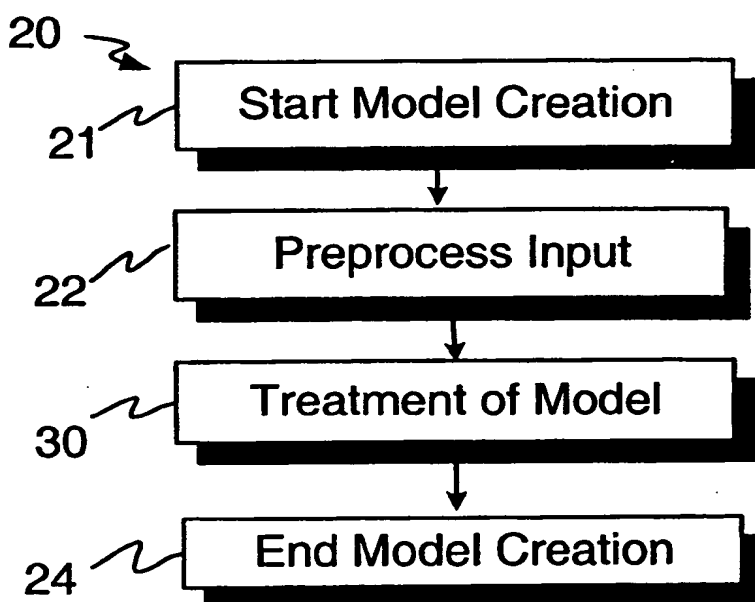 20
Start Model Creation
21
Preprocess Input
22
Treatment of Model
30
End Model Creation
24